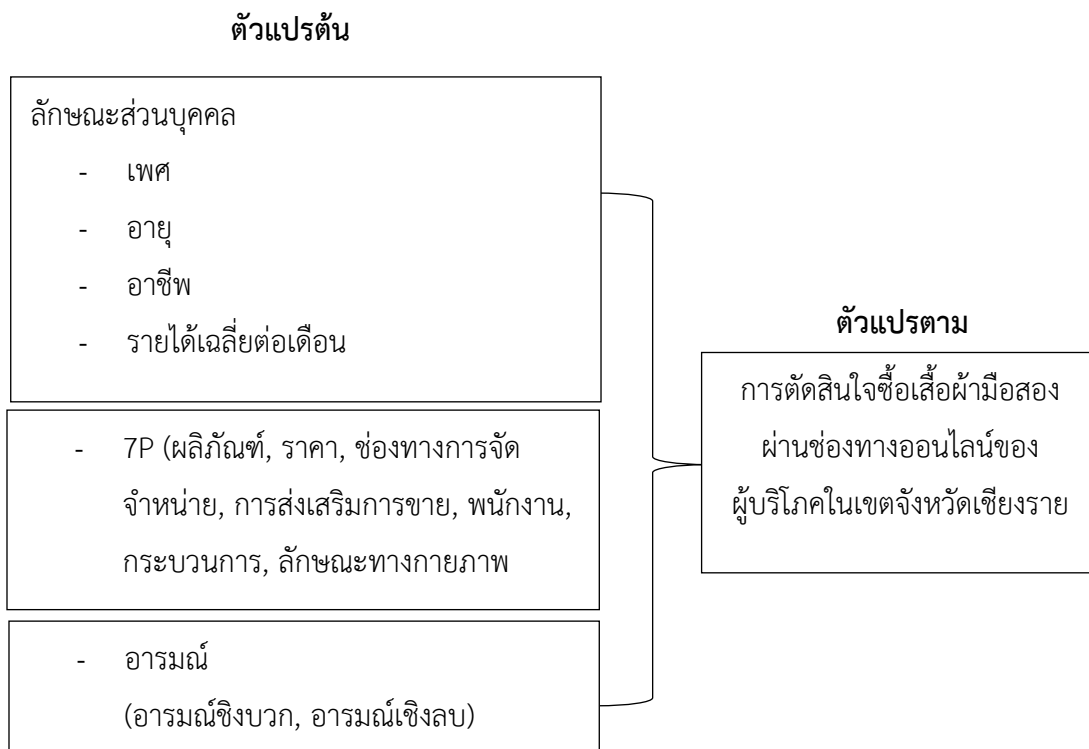 ตัวแปรต้น
ลักษณะส่วนบุคคล
- เพศ
- อายุ
- อาชีพ
- รายได้เฉลี่ยต่อเดือน
- 7P (ผลิภัณฑ์, ราคา, ช่องทางการจัด
จำหน่าย, การส่งเสริมการขาย, พนักงาน,
กระบวนการ, ลักษณะทางกายภาพ
- อารมณ์
(อารมณ์ชิงบวก, อารมณ์เชิงลบ)
ตัวแปรตาม
การตัดสินใจซื้อเสื้อผ้ามือสอง
ผ่านช่องทางออนไลน์ของ
ผู้บริโภคในเขตจังหวัดเชียงราย